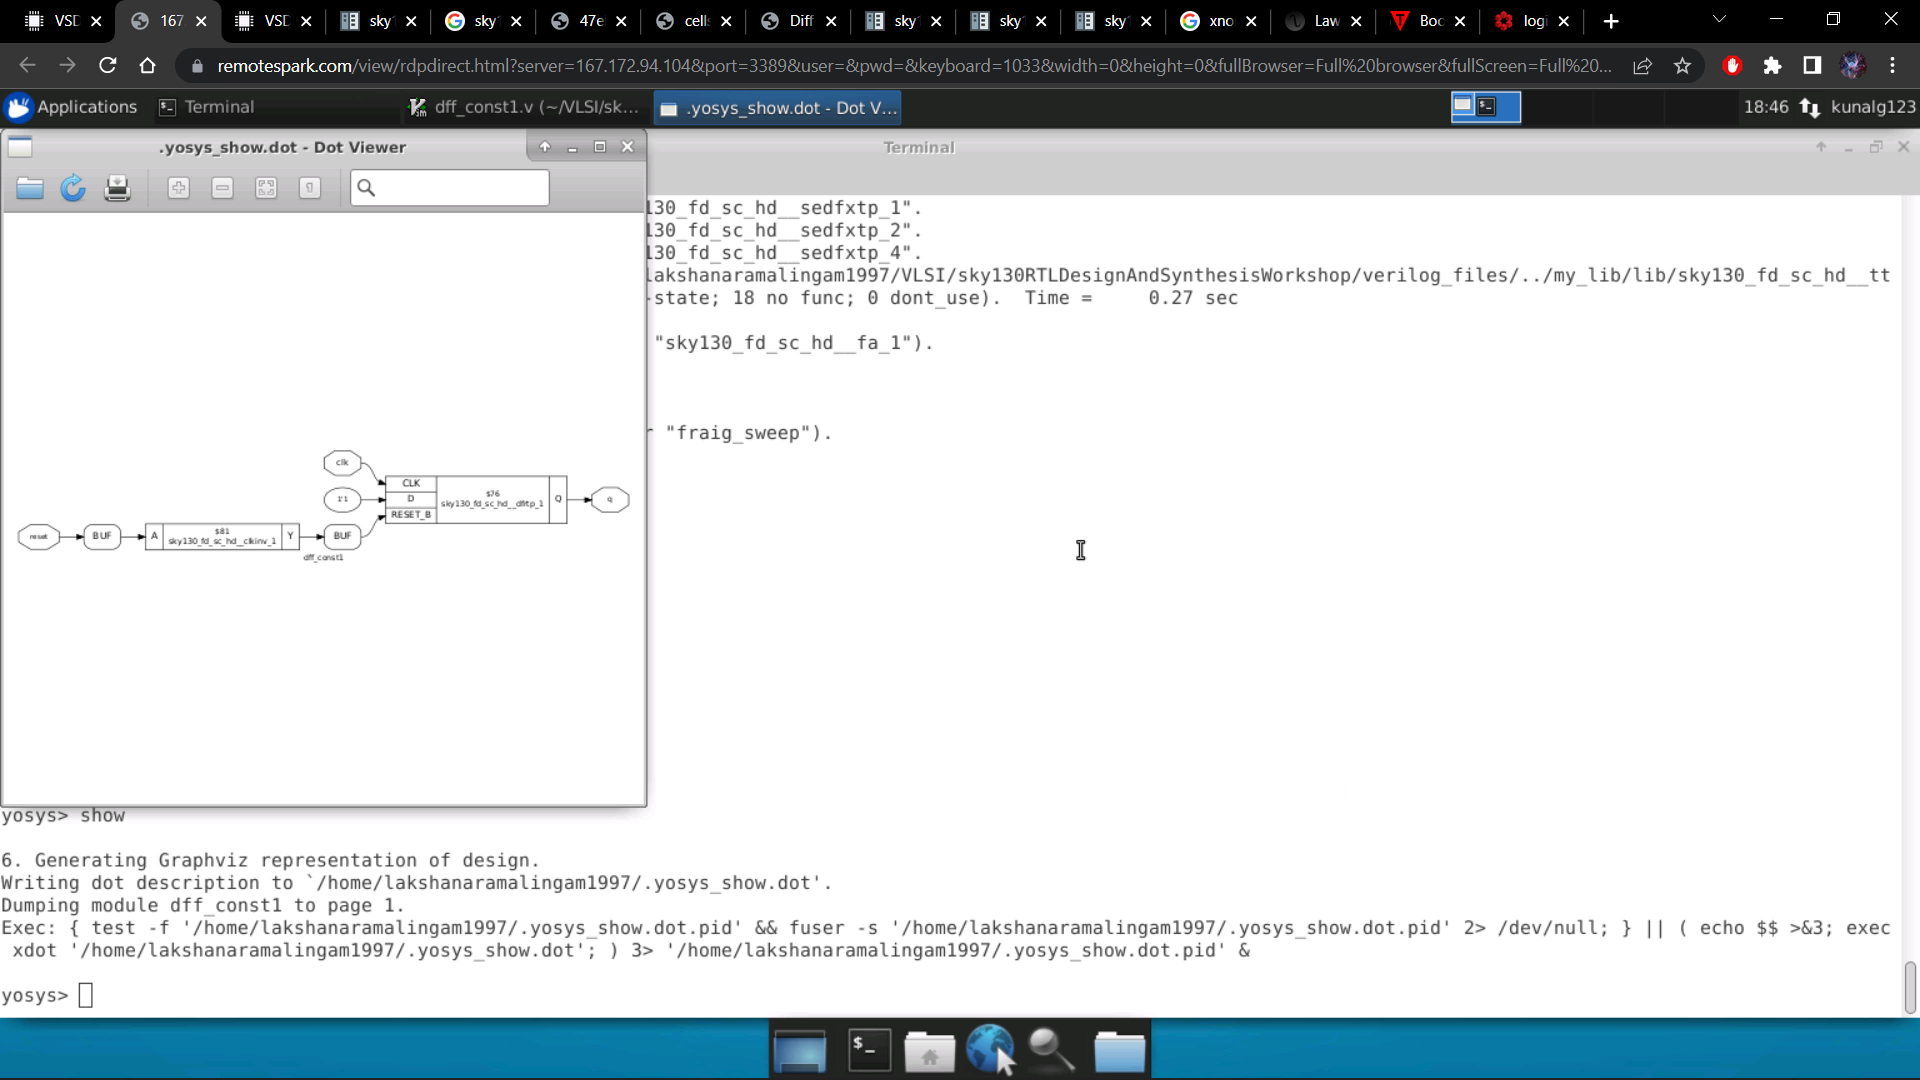 VSD
167
VSD
sky
sky
47e
cell
Diff
sky
sky
sky
xno
Law
Boc
logi
remotespark.com/view/rdpdirect.html?server=167.172.94.104&port=3389&user=&pwd=&keyboard=1033&width=0&height=0&fullBrowser=Full%20browser&fullScreen=Full%20...
Applications
Terminal
dff_const1.v (~/VLSI/sk...
.yosys_show.dot - Dot V...
18:46
kunalg123
.yosys_show.dot - Dot Viewer
Terminal
130_fd_sc_hd__sedfxtp_1".
130_fd_sc_hd__sedfxtp_2".
130_fd_sc_hd__sedfxtp_4".
lakshanaramalingam1997/VLSI/sky130RTLDesignAndSynthesisWorkshop/verilog_files/../my_lib/lib/sky130_fd_sc_hd__tt
-state; 18 no func; 0 dont_use). Time = 0.27 sec
"sky130_fd_sc_hd__fa_1").
r "fraig_sweep").
clk
CLK
1'1
D
RESET_B
$76
sky130_fd_sc_hd__dfrtp_1
Q
q
reset
BUF
A
$81
sky130_fd_sc_hd__clkinv_1
Y
BUF
dff_const1
yosys> show
6. Generating Graphviz representation of design.
Writing dot description to `/home/lakshanaramalingam1997/.yosys_show.dot'.
Dumping module dff_const1 to page 1.
Exec: { test -f '/home/lakshanaramalingam1997/.yosys_show.dot.pid' && fuser -s '/home/lakshanaramalingam1997/.yosys_show.dot.pid' 2> /dev/null; } || ( echo $$ >&3; exec
xdot '/home/lakshanaramalingam1997/.yosys_show.dot'; ) 3> '/home/lakshanaramalingam1997/.yosys_show.dot.pid' &
yosys>